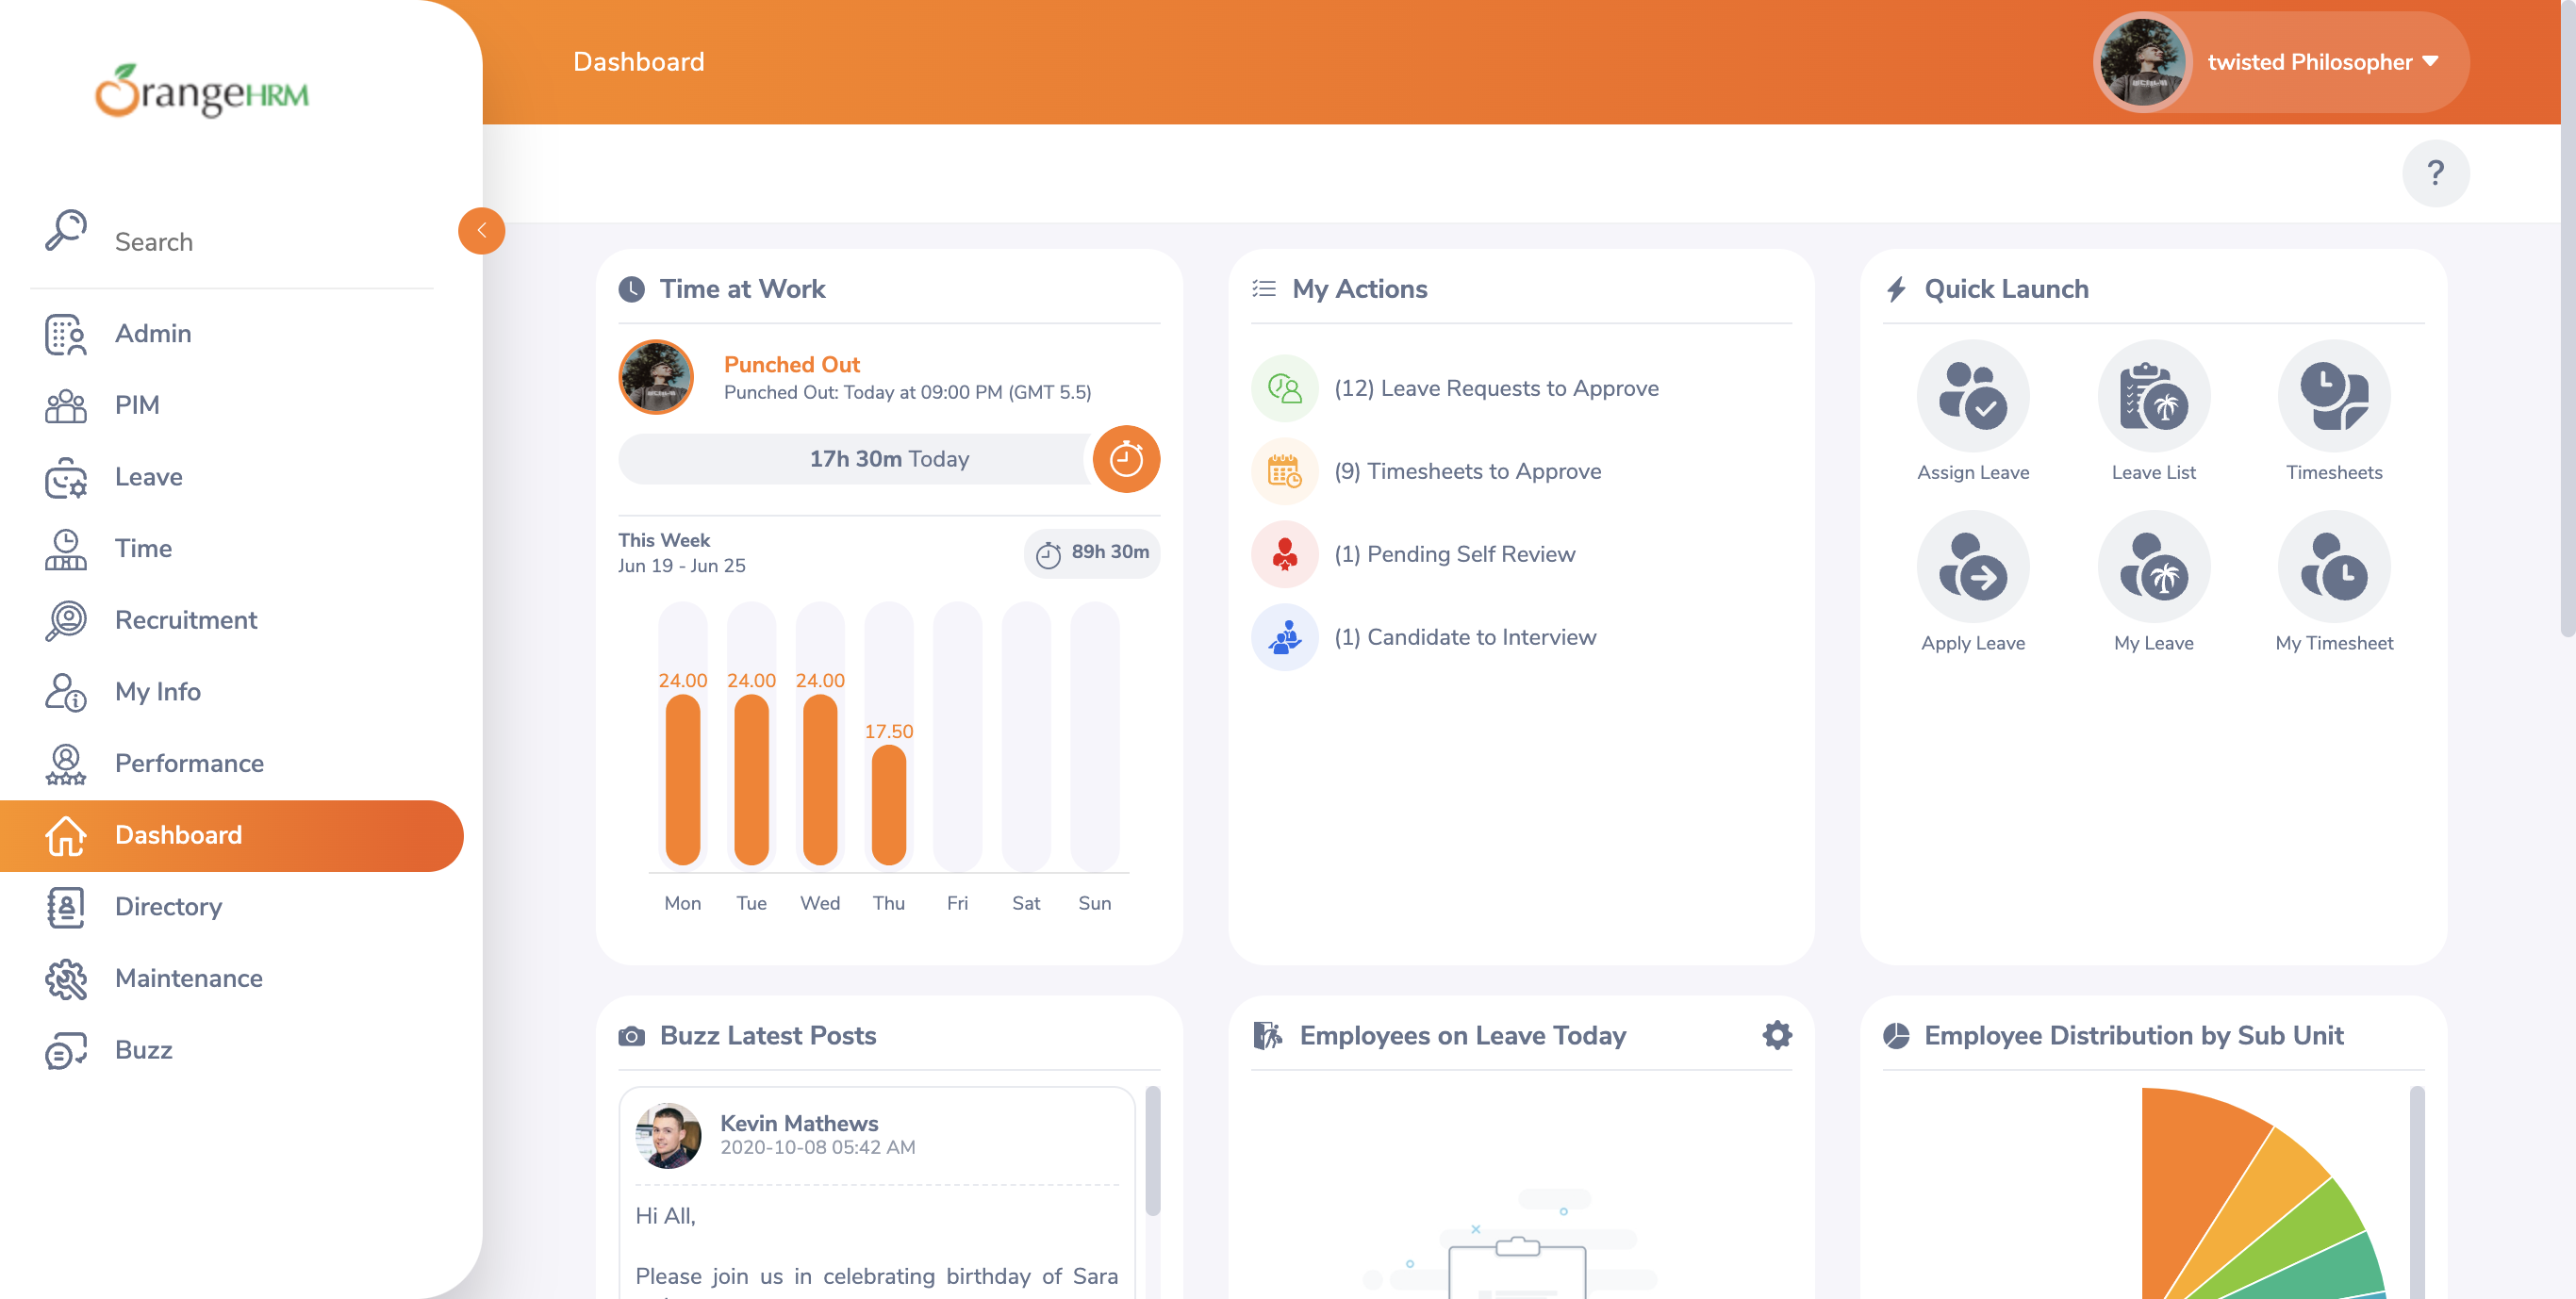 OrangeHRM
Search
Admin
PIM
Leave
Time
Recruitment
My Info
Performance
Dashboard
Directory
Maintenance
Buzz
Dashboard
twisted Philosopher
?
Time at Work
Punched Out
Punched Out: Today at 09:00 PM (GMT 5.5)
17h 30m Today
This Week
Jun 19 - Jun 25
89h 30m
24.00 24.00 24.00 17.50
Mon Tue Wed Thu Fri Sat Sun
My Actions
(12) Leave Requests to Approve
(9) Timesheets to Approve
(1) Pending Self Review
(1) Candidate to Interview
Quick Launch
Assign Leave Leave List Timesheets
Apply Leave My Leave My Timesheet
Buzz Latest Posts
Kevin Mathews
2020-10-08 05:42 AM
Hi All,
Please join us in celebrating birthday of Sara
Employees on Leave Today
Employee Distribution by Sub Unit